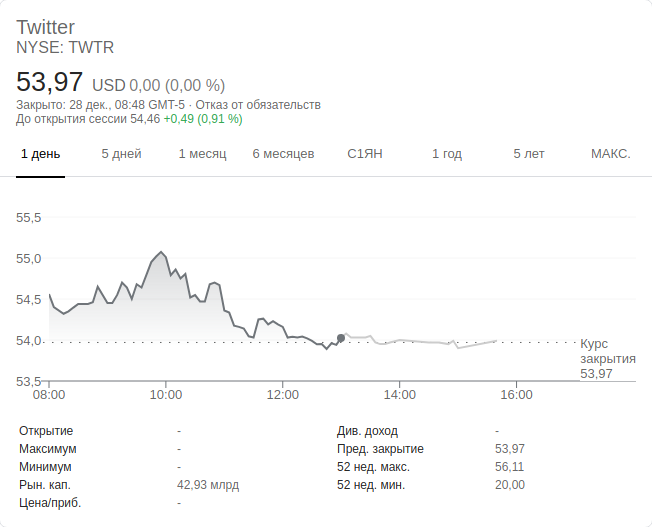 Twitter
NYSE: TWTR
53,97 USD 0,00 (0,00 %)
Закрыто: 28 дек., 08:48 GMT-5 · Отказ от обязательств
До открытия сессии 54,46 +0,49 (0,91 %)
1 день 5 дней 1 месяц 6 месяцев С1ЯН 1 год 5 лет МАКС.
55,5
55,0
54,5
54,0
Курс
закрытия
53,97
53,5
08:00 10:00 12:00 14:00 16:00
Открытие - Див. доход -
Максимум - Пред. закрытие 53,97
Минимум - 52 нед. макс. 56,11
Рын. кап. 42,93 млрд 52 нед. мин. 20,00
Цена/приб. -